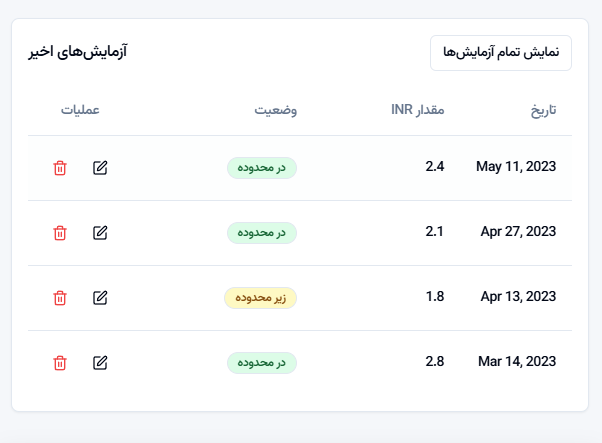 آزمایش‌های اخیر
نمایش تمام آزمایش‌ها
تاریخ مقدار INR وضعیت عملیات
May 11, 2023 2.4 در محدوده
Apr 27, 2023 2.1 در محدوده
Apr 13, 2023 1.8 زیر محدوده
Mar 14, 2023 2.8 در محدوده